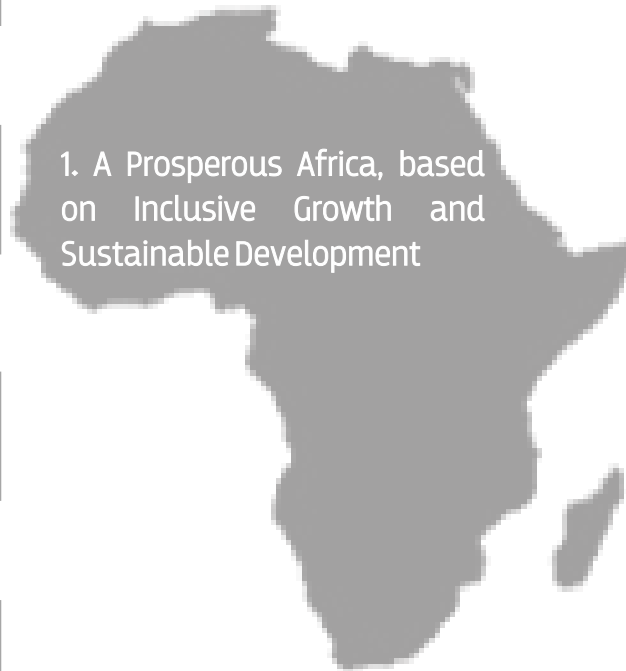 1. A Prosperous Africa, based
on Inclusive Growth and
Sustainable Development